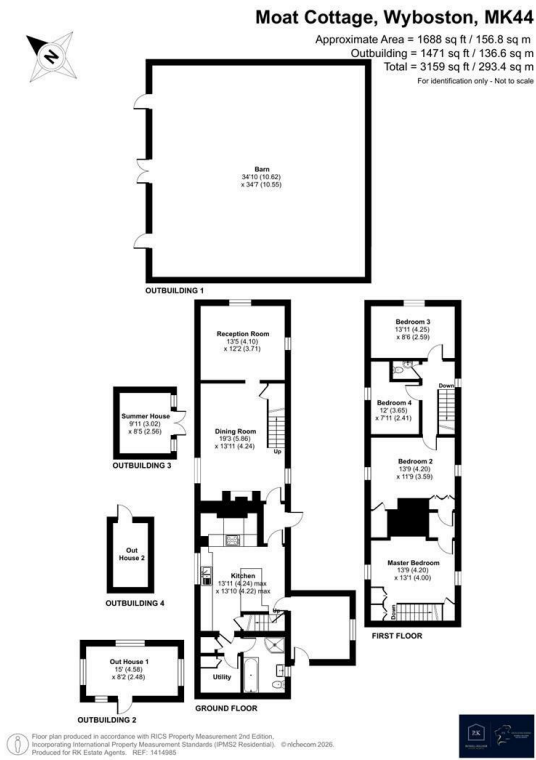 Moat Cottage, Wyboston, MK44
Approximate Area = 1688 sq ft / 156.8 sq m
Outbuilding = 1471 sq ft / 136.6 sq m
Total = 3159 sq ft / 293.4 sq m
For identification only - Not to scale
N
Barn
34'10 (10.62)
x 34'7 (10.55)
OUTBUILDING 1
Reception Room
13'5 (4.10)
x 12'2 (3.71)
Bedroom 3
13'11 (4.25)
x 8'6 (2.59)
Down
Bedroom 4
12' (3.65)
x 7'11 (2.41)
Summer House
9'11 (3.02)
x 8'5 (2.56)
OUTBUILDING 3
Dining Room
19'3 (5.86)
x 13'11 (4.24)
Up
Bedroom 2
13'9 (4.20)
x 11'9 (3.59)
Out
House 2
OUTBUILDING 4
Kitchen
13'11 (4.24) max
x 13'10 (4.22) max
Up
Master Bedroom
13'9 (4.20)
x 13'1 (4.00)
Down
FIRST FLOOR
Out House 1
15' (4.58)
x 8'2 (2.48)
OUTBUILDING 2
Utility
GROUND FLOOR
Floor plan produced in accordance with RICS Property Measurement 2nd Edition,
Incorporating International Property Measurement Standards (IPMS2 Residential). © nichecom 2026.
Produced for RK Estate Agents. REF: 1414985